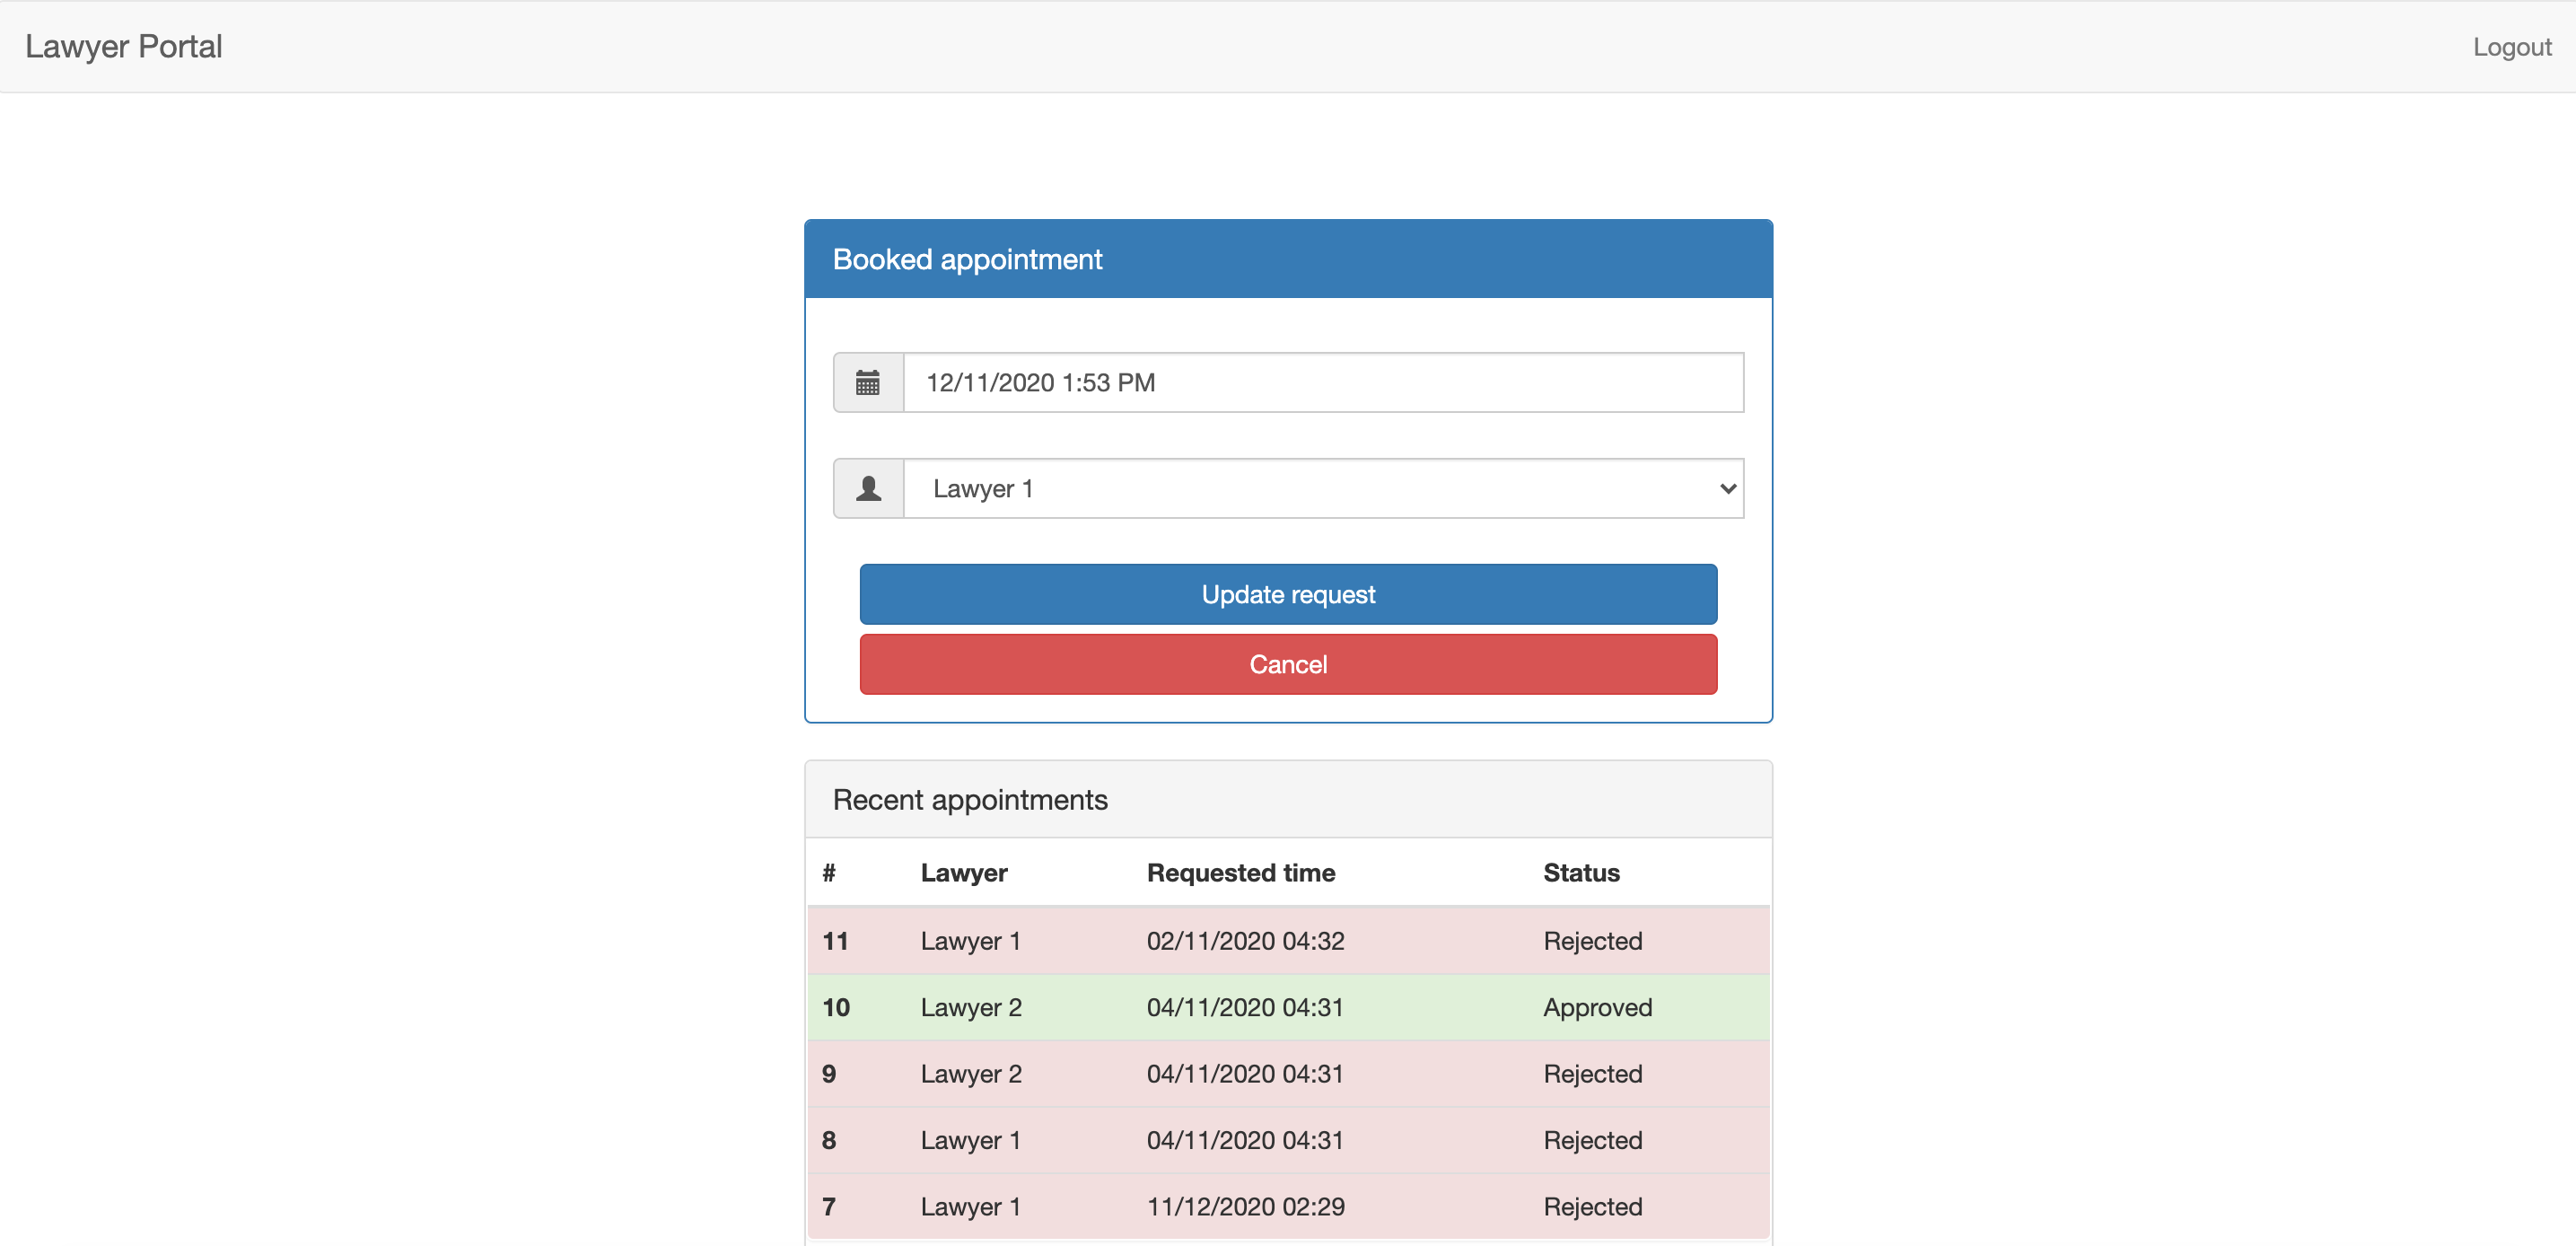 Lawyer Portal Logout
Booked appointment
12/11/2020 1:53 PM
Lawyer 1
Update request
Cancel
Recent appointments
# Lawyer Requested time Status
11 Lawyer 1 02/11/2020 04:32 Rejected
10 Lawyer 2 04/11/2020 04:31 Approved
9 Lawyer 2 04/11/2020 04:31 Rejected
8 Lawyer 1 04/11/2020 04:31 Rejected
7 Lawyer 1 11/12/2020 02:29 Rejected